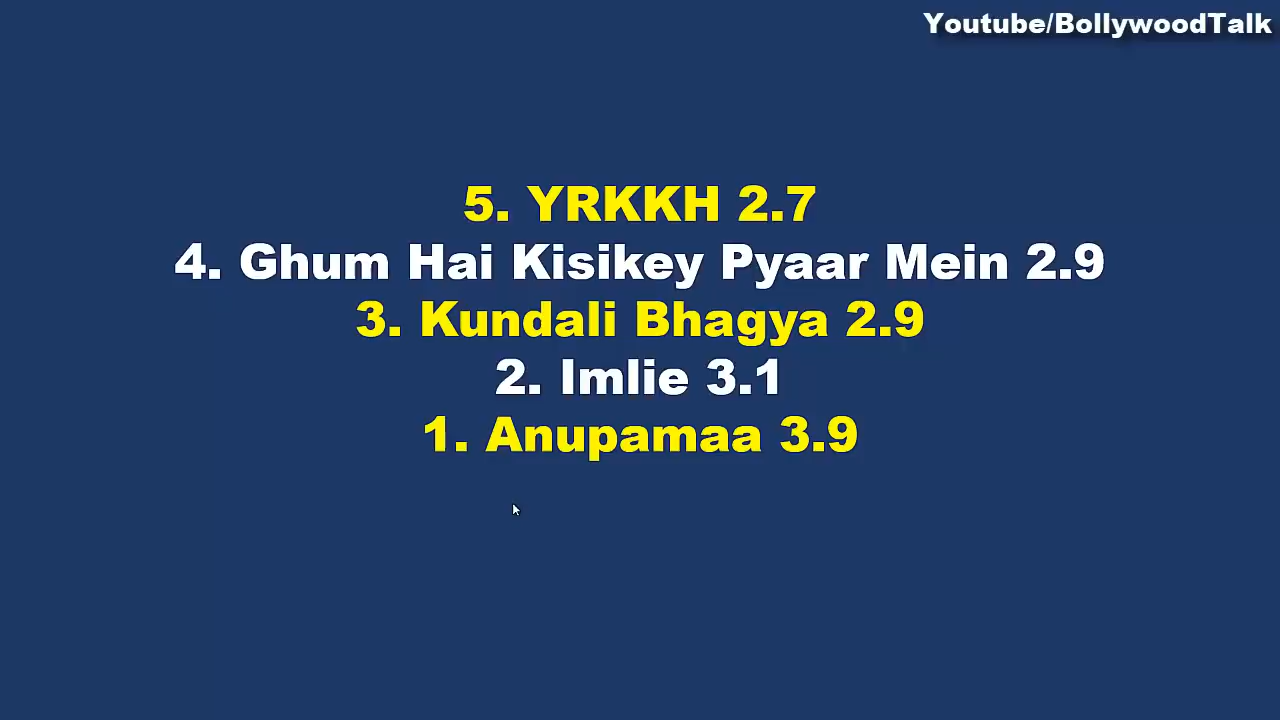 Youtube/BollywoodTalk
5. YRKKH 2.7
4. Ghum Hai Kisikey Pyaar Mein 2.9
3. Kundali Bhagya 2.9
2. Imlie 3.1
1. Anupamaa 3.9